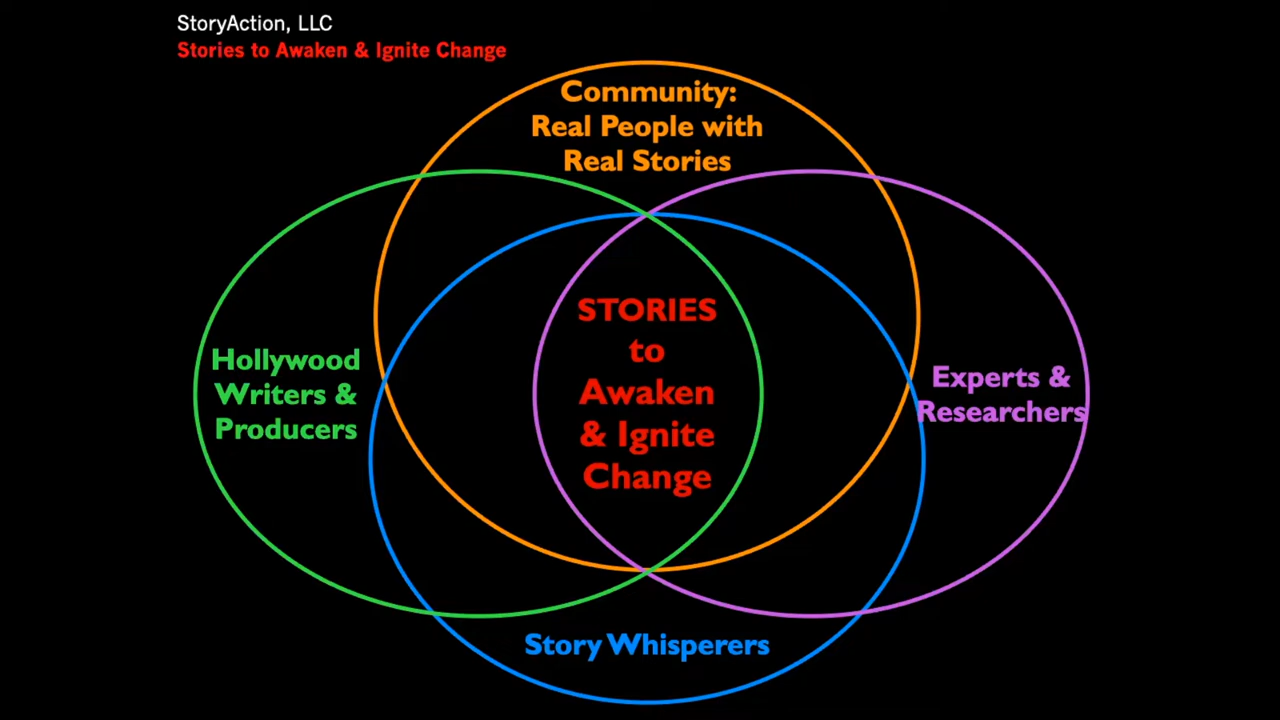 StoryAction, LLC
Stories to Awaken & Ignite Change
Community:
Real People with
Real Stories
Hollywood
Writers &
Producers
STORIES
to
Awaken
& Ignite
Change
Experts &
Researchers
Story Whisperers